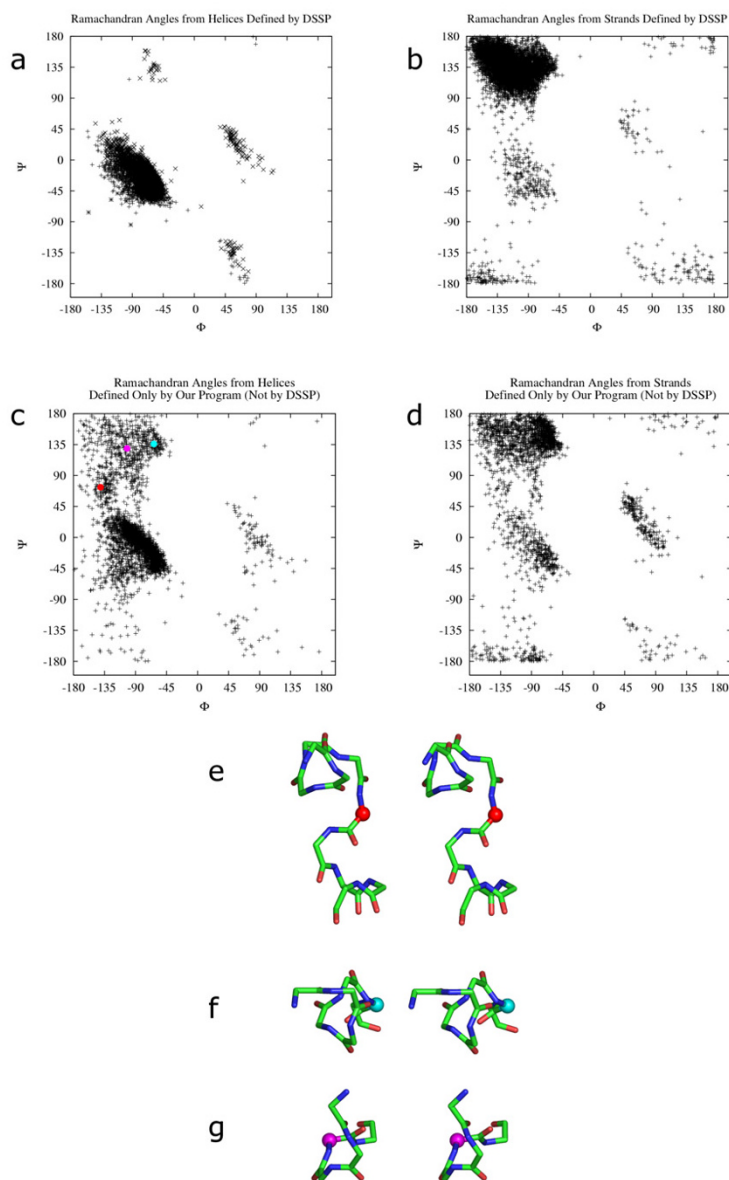 Ramachandran Angles from Helices Defined by DSSP
a
180
135
90
45
0
-45
-90
-135
-180
Ψ
-180 -135 -90 -45 0 45 90 135 180
Φ
Ramachandran Angles from Strands Defined by DSSP
b
180
135
90
45
0
-45
-90
-135
-180
Ψ
-180 -135 -90 -45 0 45 90 135 180
Φ
Ramachandran Angles from Helices
Defined Only by Our Program (Not by DSSP)
c
180
135
90
45
0
-45
-90
-135
-180
Ψ
-180 -135 -90 -45 0 45 90 135 180
Φ
Ramachandran Angles from Strands
Defined Only by Our Program (Not by DSSP)
d
180
135
90
45
0
-45
-90
-135
-180
Ψ
-180 -135 -90 -45 0 45 90 135 180
Φ
e
f
g